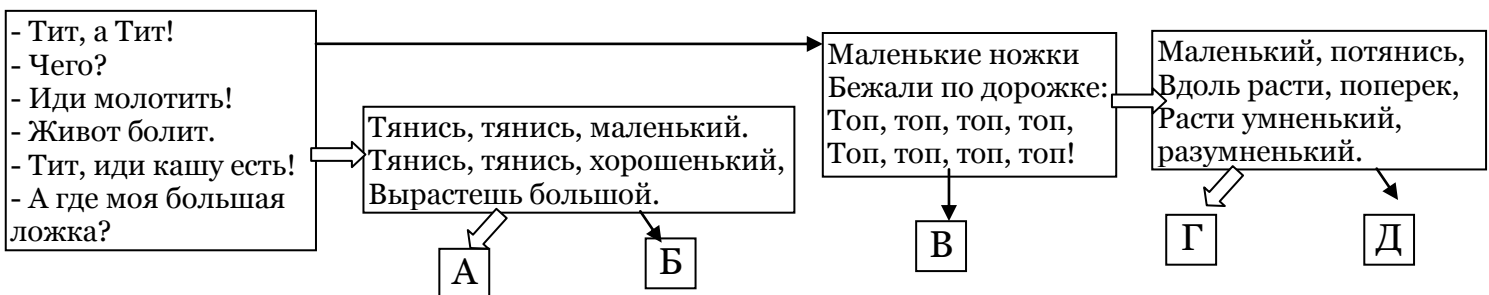 - Тит, а Тит!
- Чего?
- Иди молотить!
- Живот болит.
- Тит, иди кашу есть!
- А где моя большая
ложка?
Тянись, тянись, маленький.
Тянись, тянись, хорошенький,
Вырастешь большой.
Маленькие ножки
Бежали по дорожке:
Топ, топ, топ, топ,
Топ, топ, топ, топ!
Маленький, потянись,
Вдоль расти, поперек,
Расти умненький,
разумненький.
А
Б
В
Г
Д